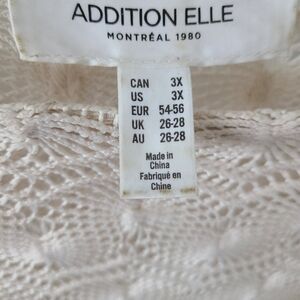 ADDITION ELLE
MONTRÉAL 1980
CAN 3X
US 3X
EUR 54-56
UK 26-28
AU 26-28
Made in
China
Fabriqué en
Chine